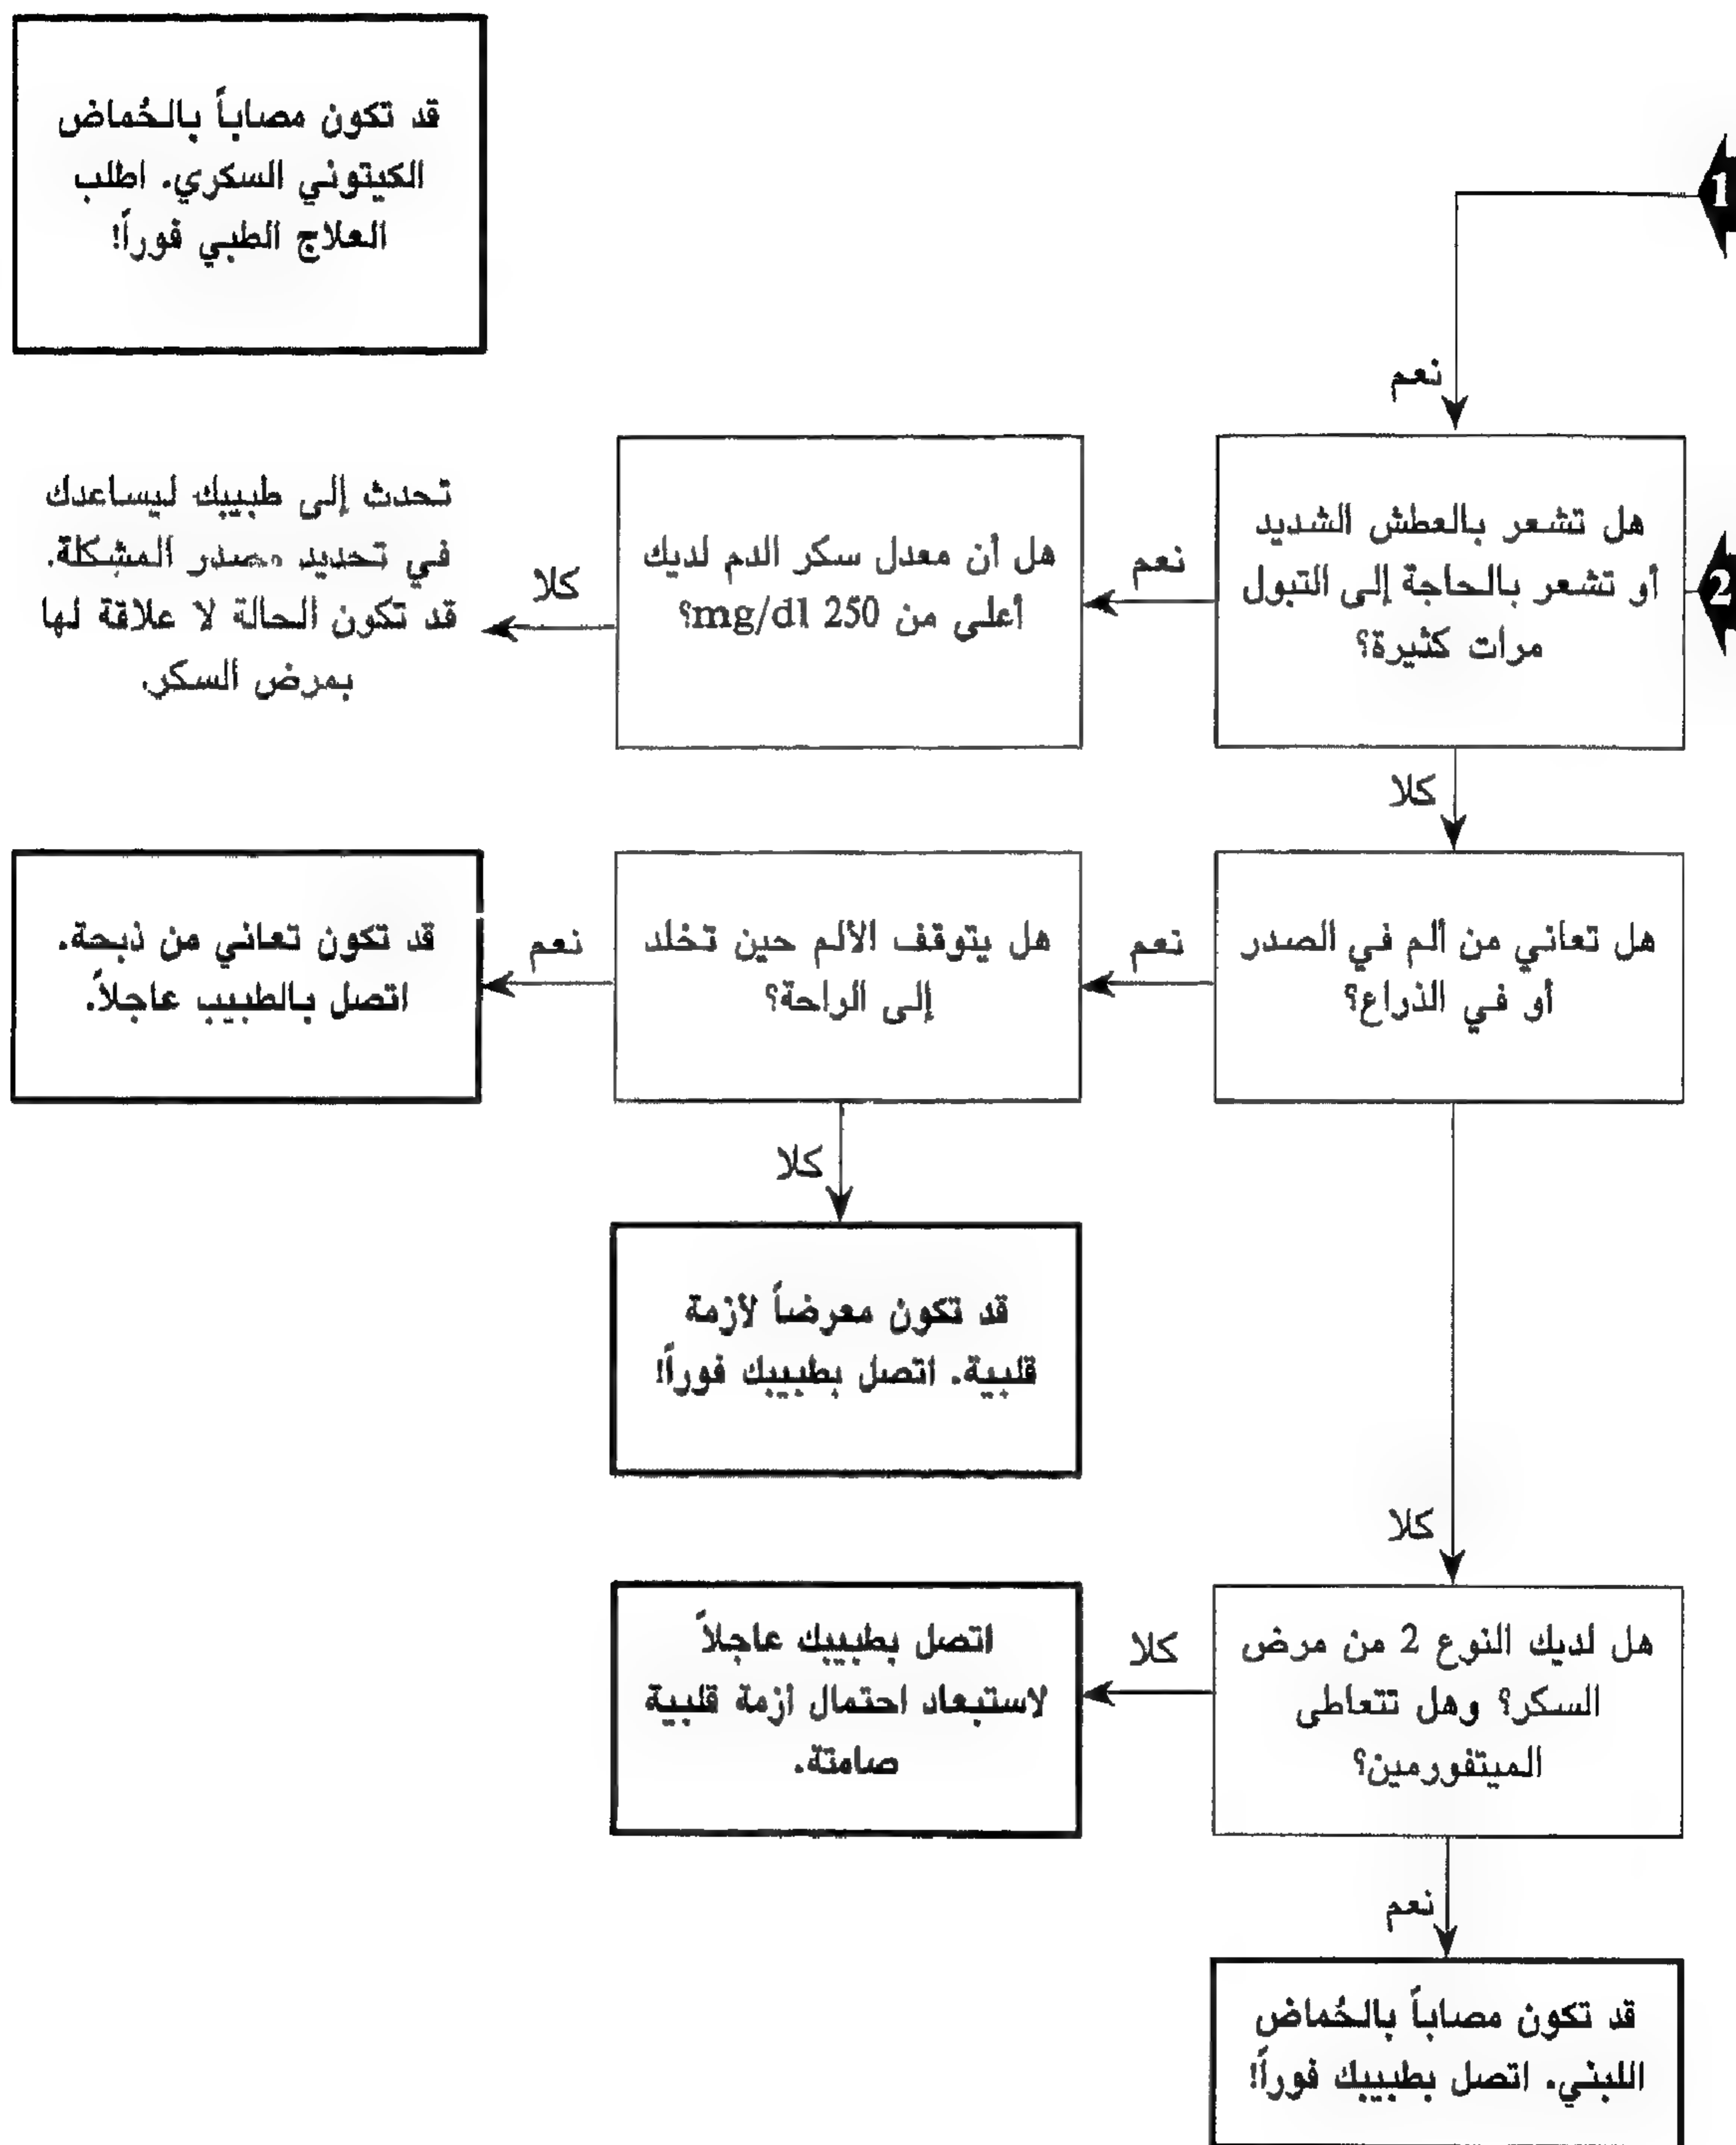 قد تكون مصاباً بالحُماض
الكيتوني السكري. اطلب
العلاج الطبي فوراً!
1
نعم
هل تشعر بالعطش الشديد
أو تشعر بالحاجة إلى التبول
مرات كثيرة؟
2
نعم
هل أن معدل سكر الدم لديك
أعلى من 250 mg/dl؟
كلا
تحدث إلى طبيبك ليساعدك
في تحديد مصدر المشكلة.
قد تكون الحالة لا علاقة لها
بمرض السكر.
كلا
هل تعاني من ألم في الصدر
أو في الذراع؟
نعم
هل يتوقف الألم حين تخلد
إلى الراحة؟
نعم
قد تكون تعاني من ذبحة.
اتصل بالطبيب عاجلاً.
كلا
قد تكون معرضاً لأزمة
قلبية. اتصل بطبيبك فوراً!
كلا
هل لديك النوع 2 من مرض
السكر؟ وهل تتعاطى
الميتفورمين؟
كلا
اتصل بطبيبك عاجلاً
لاستبعاد احتمال أزمة قلبية
صامتة.
نعم
قد تكون مصاباً بالحُماض
اللبني. اتصل بطبيبك فوراً!